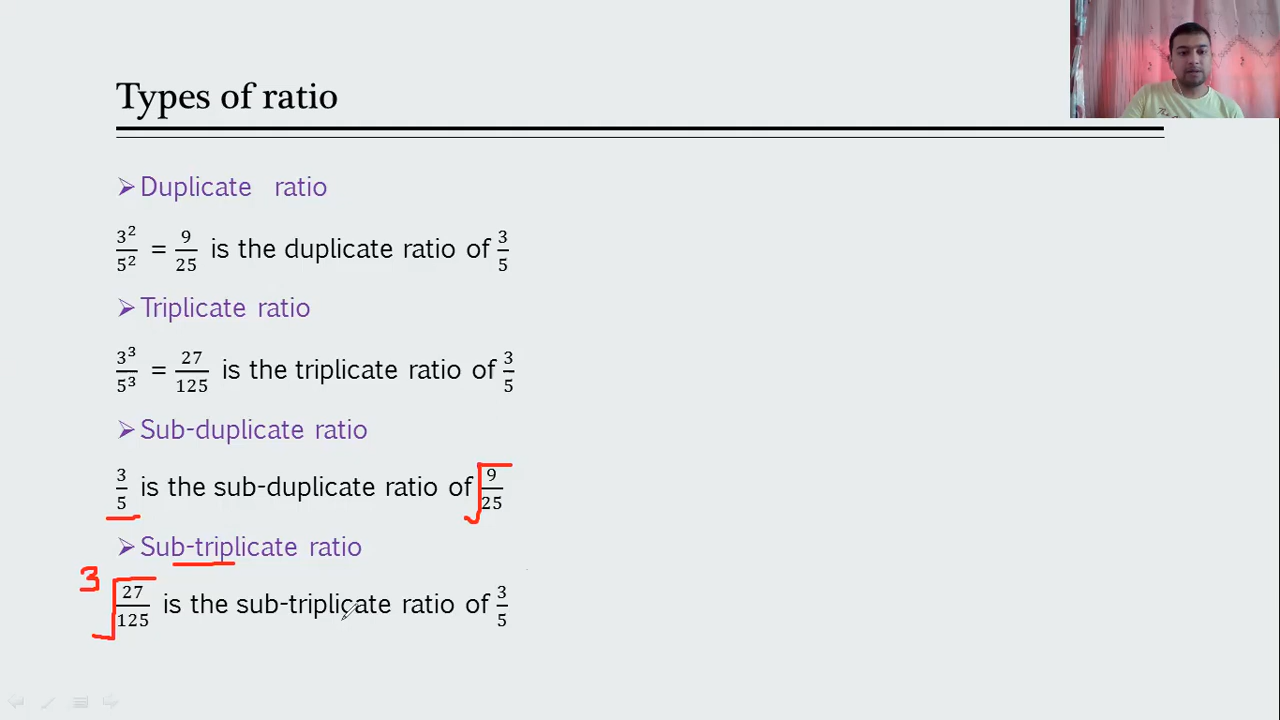 Types of ratio
➢Duplicate ratio
3²/5² = 9/25 is the duplicate ratio of 3/5
➢Triplicate ratio
3³/5³ = 27/125 is the triplicate ratio of 3/5
➢Sub-duplicate ratio
3/5 is the sub-duplicate ratio of √9/25
➢Sub-triplicate ratio
3√27/125 is the sub-triplicate ratio of 3/5